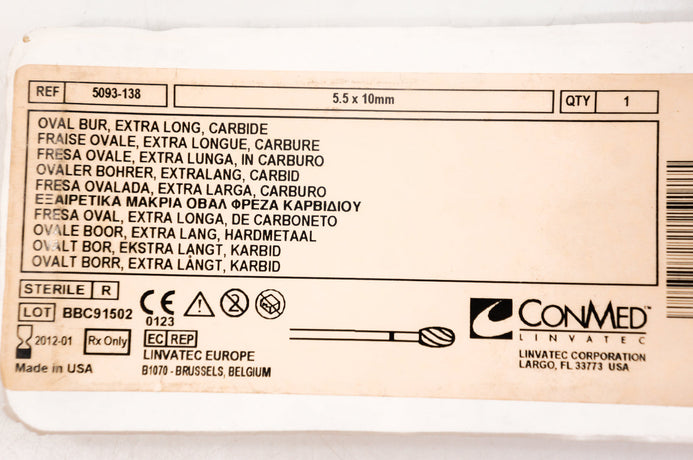 REF 5093-138 5.5 x 10mm QTY 1
OVAL BUR, EXTRA LONG, CARBIDE
FRAISE OVALE, EXTRA LONGUE, CARBURE
FRESA OVALE, EXTRA LUNGA, IN CARBURO
OVALER BOHRER, EXTRALANG, CARBID
FRESA OVALADA, EXTRA LARGA, CARBURO
ΕΞΑΙΡΕΤΙΚΑ ΜΑΚΡΙΑ ΟΒΑΛ ΦΡΕΖΑ ΚΑΡΒΙΔΙΟΥ
FRESA OVAL, EXTRA LONGA, DE CARBONETO
OVALE BOOR, EXTRA LANG, HARDMETAAL
OVALT BOR, EKSTRA LANGT, KARBID
OVALT BORR, EXTRA LÅNGT, KARBID
STERILE R
LOT BBC91502
2012-01 Rx Only
Made in USA
CE
0123
EC REP
LINVATEC EUROPE
B1070 - BRUSSELS, BELGIUM
CONMED™
LINVATEC
LINVATEC CORPORATION
LARGO, FL 33773 USA